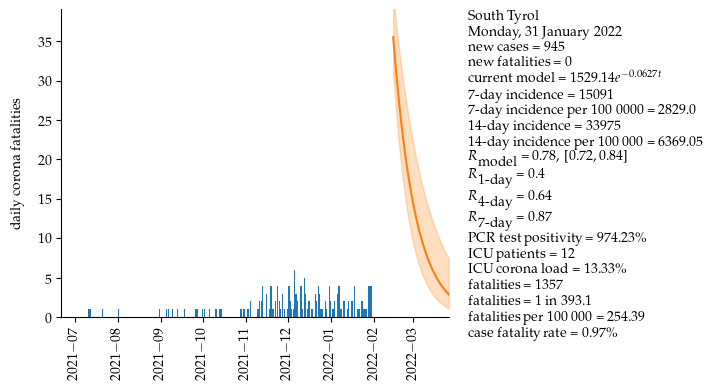 South Tyrol
Monday, 31 January 2022
new cases = 945
new fatalities = 0
current model = 1529.14e^{−0.0627t}
7-day incidence = 15091
7-day incidence per 100 0000 = 2829.0
14-day incidence = 33975
14-day incidence per 100 000 = 6369.05
R_model = 0.78, [0.72, 0.84]
R_1-day = 0.4
R_4-day = 0.64
R_7-day = 0.87
PCR test positivity = 974.23%
ICU patients = 12
ICU corona load = 13.33%
fatalities = 1357
fatalities = 1 in 393.1
fatalities per 100 000 = 254.39
case fatality rate = 0.97%
daily corona fatalities
35
30
25
20
15
10
5
0
2021−07
2021−08
2021−09
2021−10
2021−11
2021−12
2022−01
2022−02
2022−03